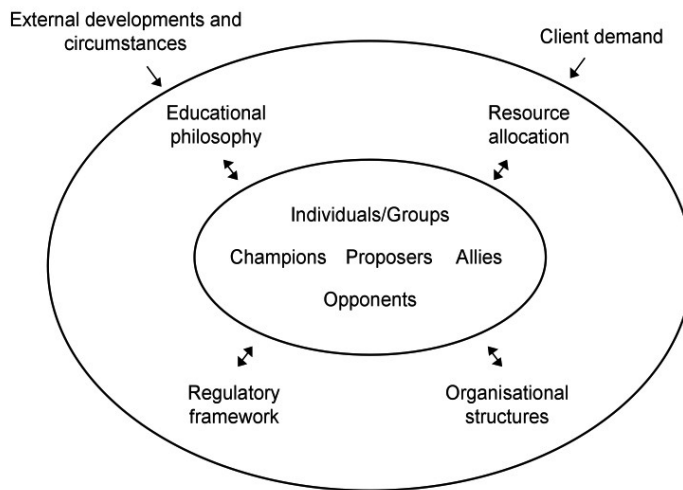 External developments and
circumstances
Client demand
Educational
philosophy
Resource
allocation
Individuals/Groups
Champions Proposers Allies
Opponents
Regulatory
framework
Organisational
structures